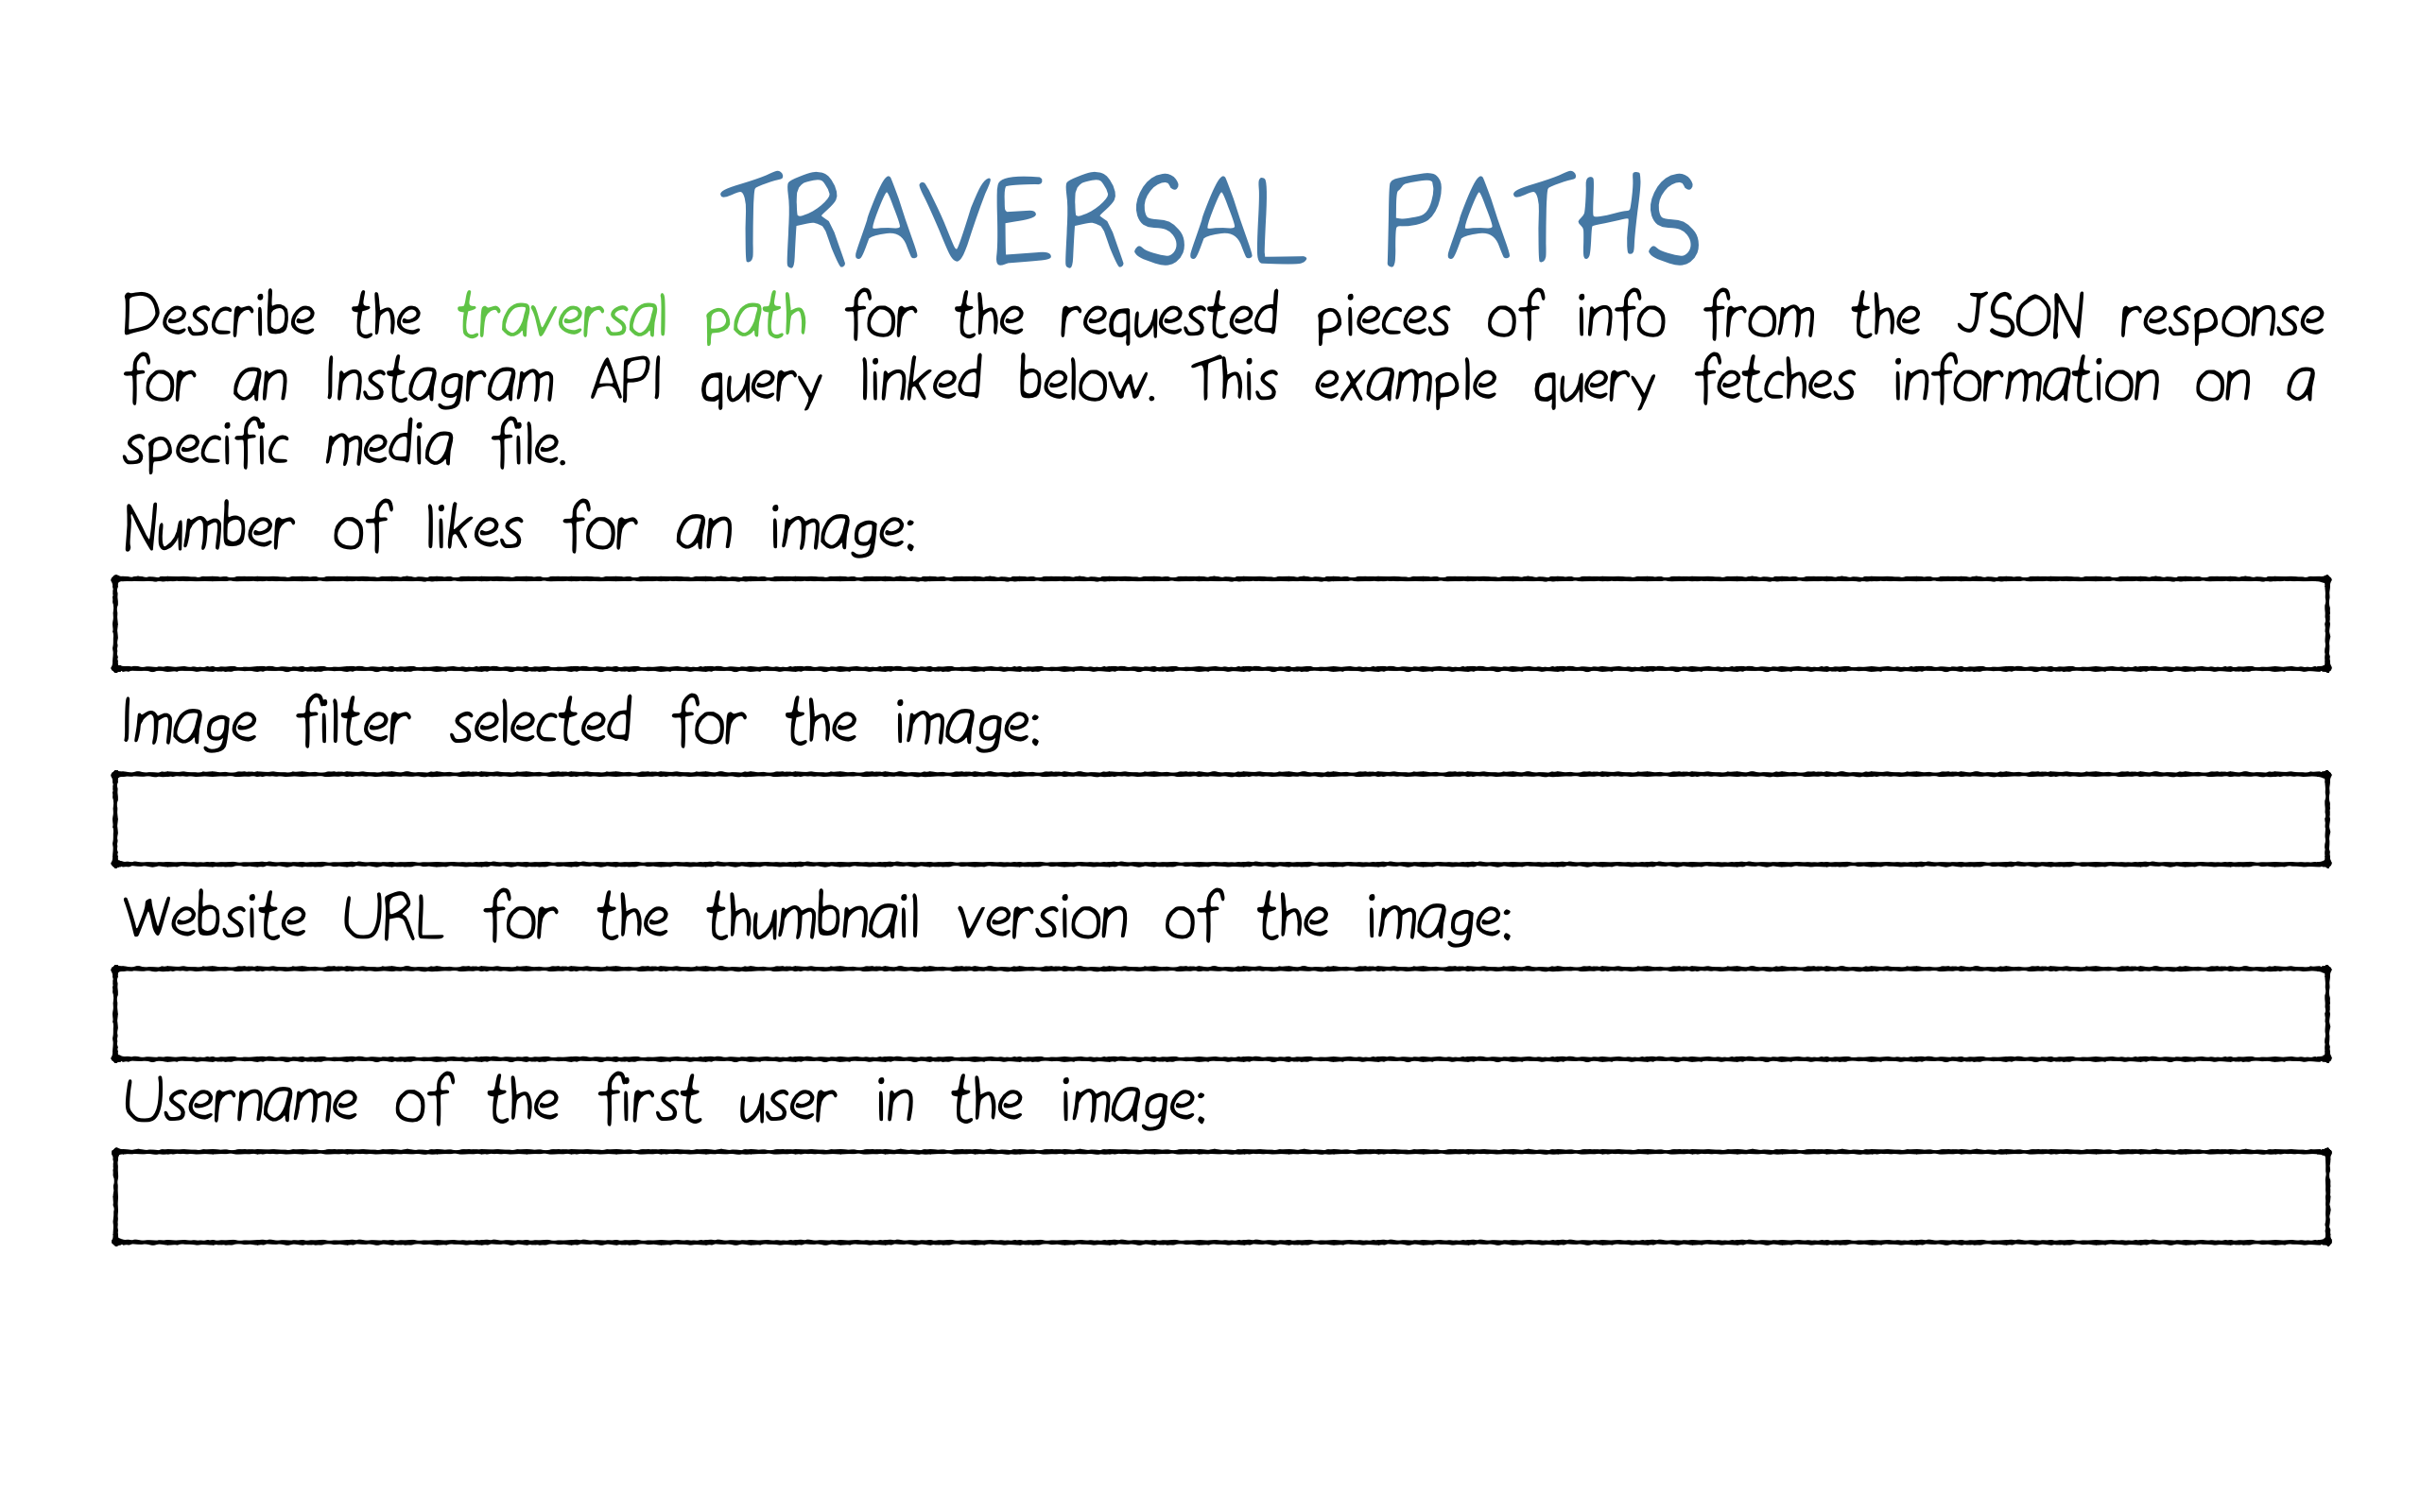 TRAVERSAL PATHS
Describe the traversal path for the requested pieces of info from the JSON response
for an Instagram API query linked below. This example query fetches information on a
specific media file.
Number of likes for an image:
Image filter selected for the image:
Website URL for the thumbnail version of the image:
Username of the first user in the image: